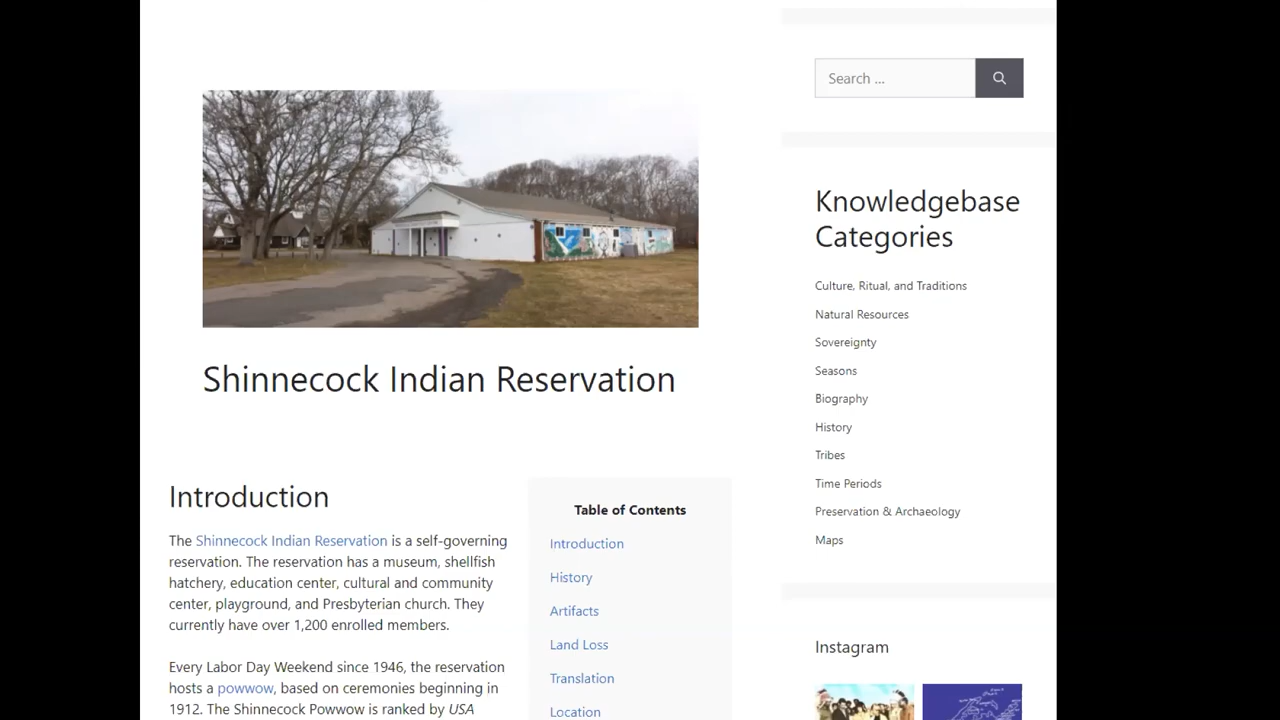 Search ...
Knowledgebase
Categories
Culture, Ritual, and Traditions
Natural Resources
Sovereignty
Seasons
Biography
History
Tribes
Time Periods
Preservation & Archaeology
Maps
Instagram
Shinnecock Indian Reservation
Introduction
The Shinnecock Indian Reservation is a self-governing
reservation. The reservation has a museum, shellfish
hatchery, education center, cultural and community
center, playground, and Presbyterian church. They
currently have over 1,200 enrolled members.
Every Labor Day Weekend since 1946, the reservation
hosts a powwow, based on ceremonies beginning in
1912. The Shinnecock Powwow is ranked by USA
Table of Contents
Introduction
History
Artifacts
Land Loss
Translation
Location